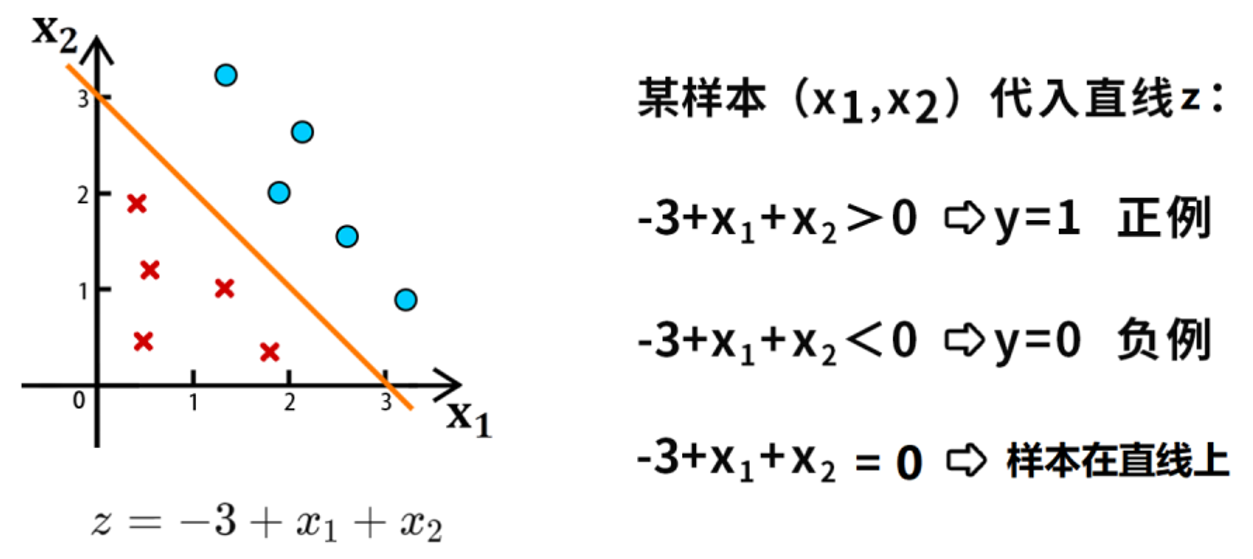 x₂
3
2
1
0
1
2
3
x₁
z = −3 + x₁ + x₂
某样本（x₁,x₂）代入直线z：
-3+x₁+x₂＞0 ⇨y=1 正例
-3+x₁+x₂＜0 ⇨y=0 负例
-3+x₁+x₂ = 0 ⇨ 样本在直线上